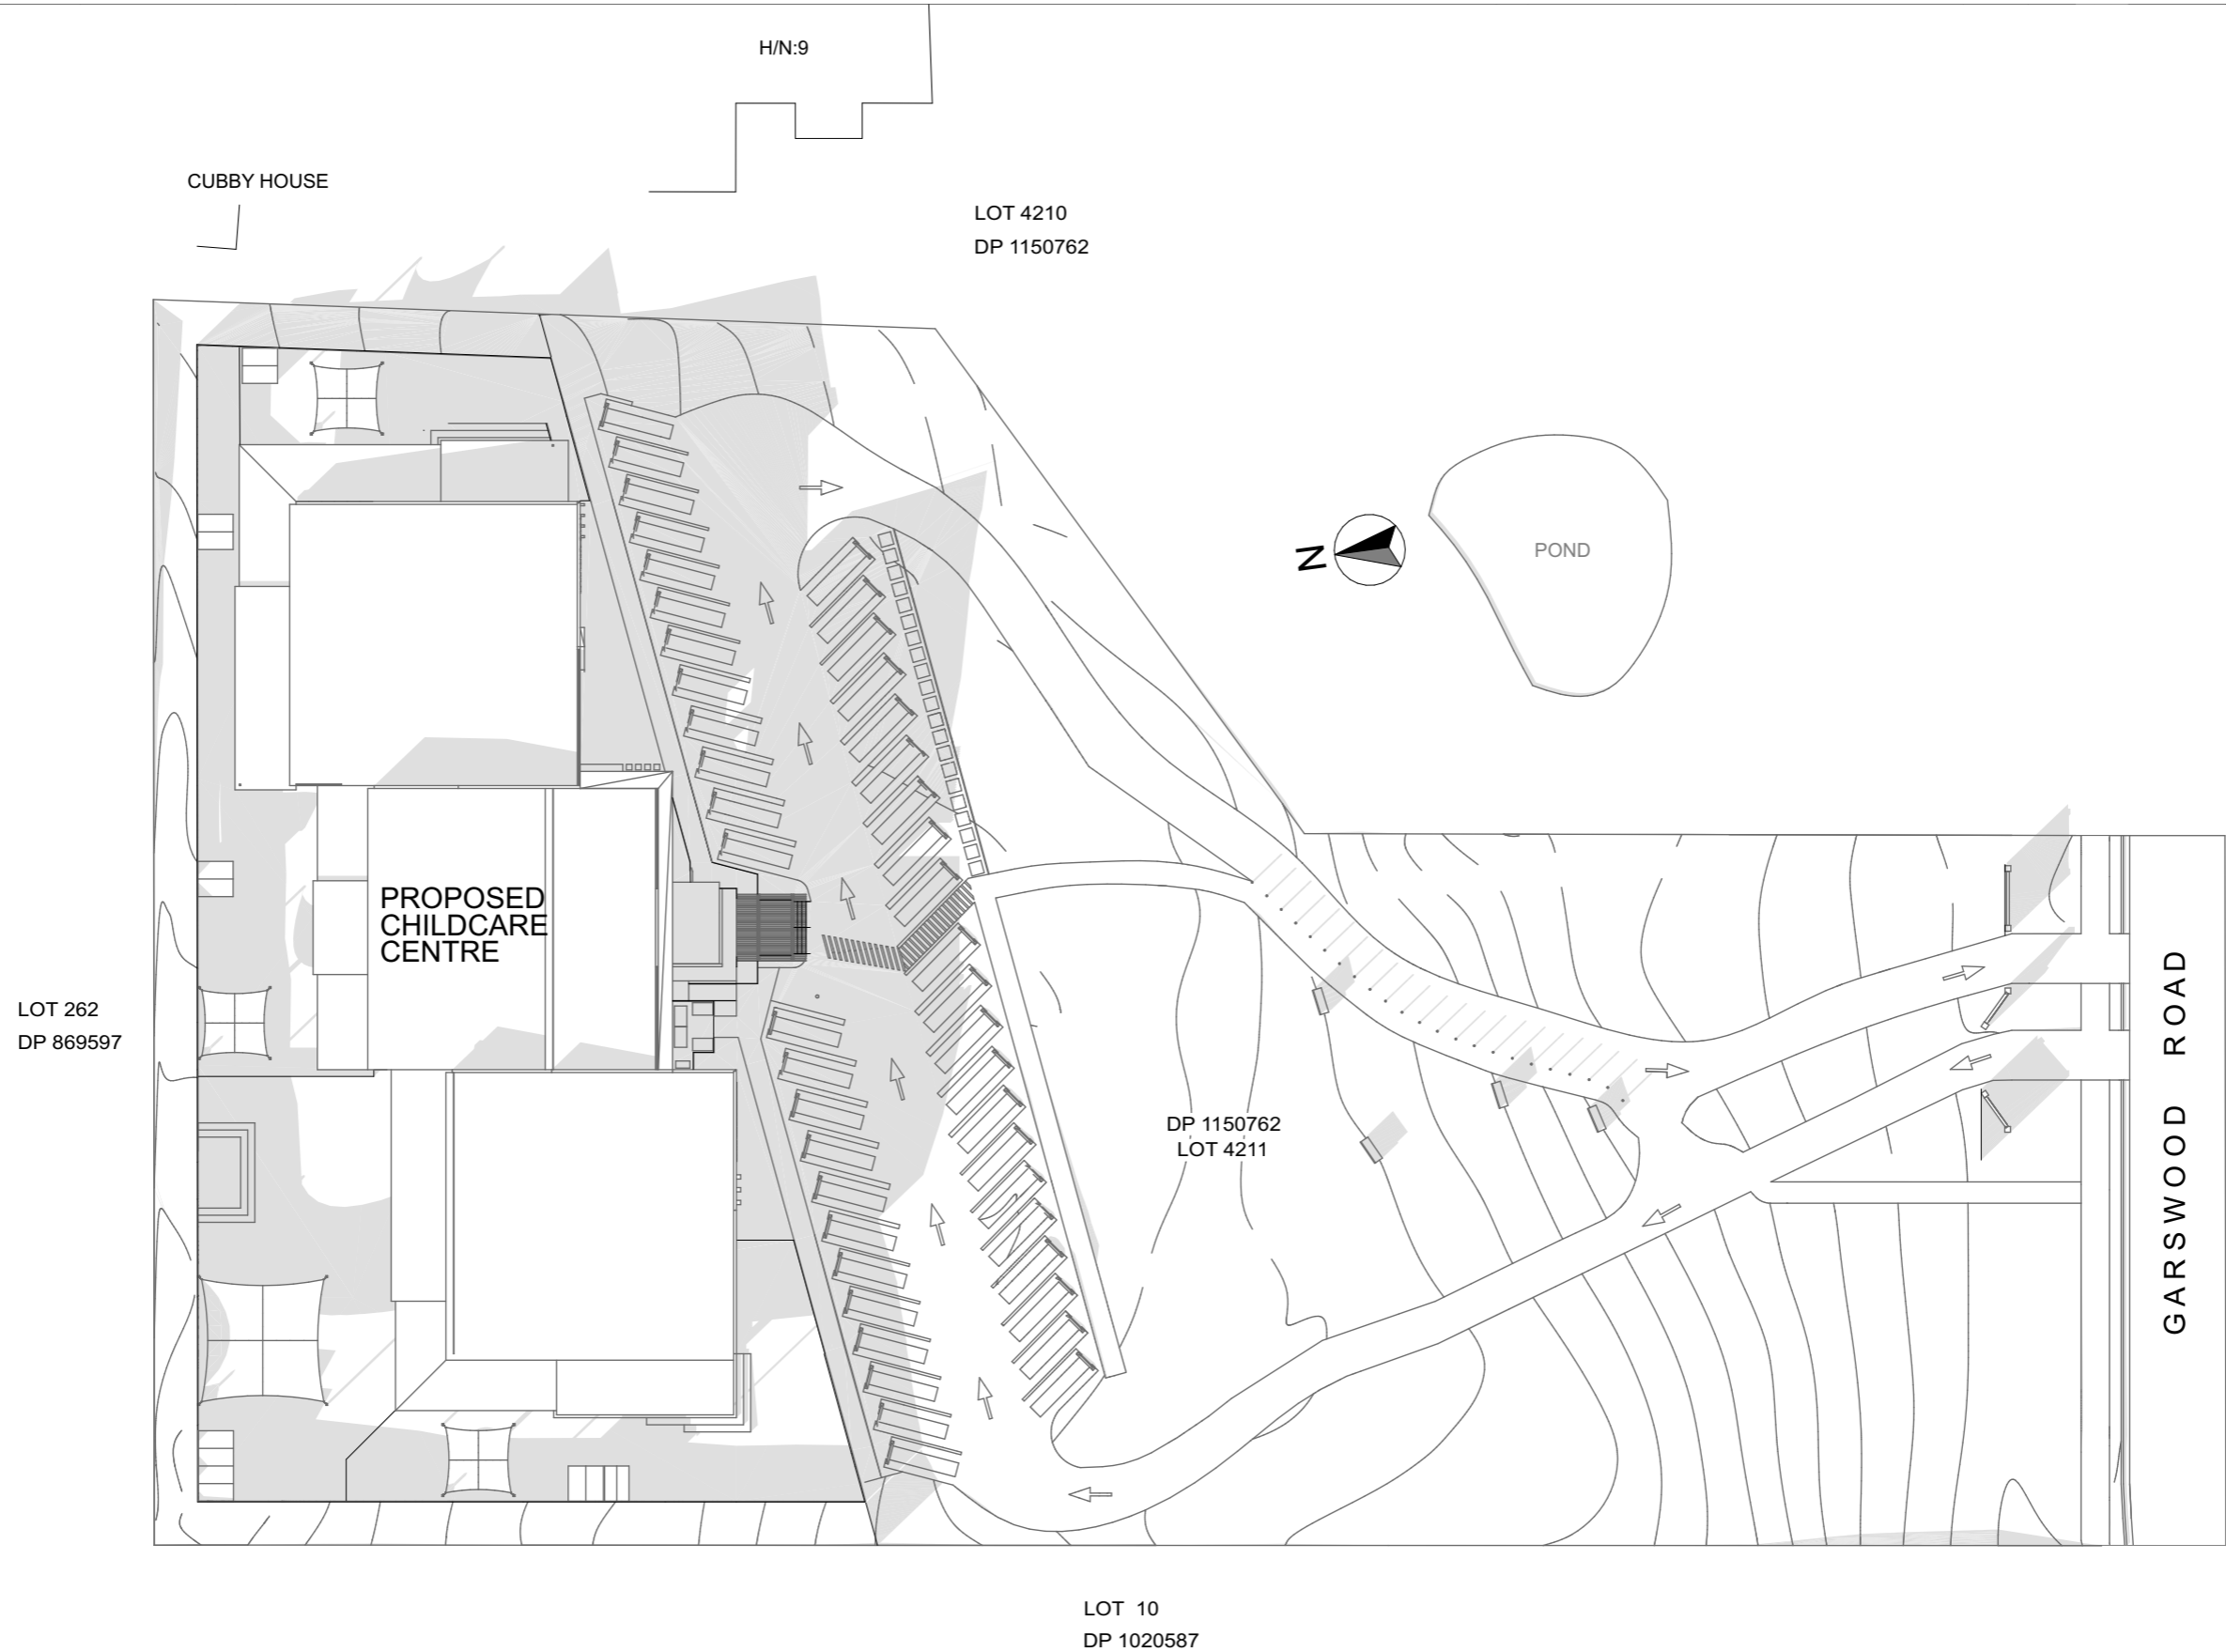 H/N:9
CUBBY HOUSE
LOT 4210
DP 1150762
N
POND
PROPOSED
CHILDCARE
CENTRE
LOT 262
DP 869597
DP 1150762
LOT 4211
GARSWOOD ROAD
LOT 10
DP 1020587